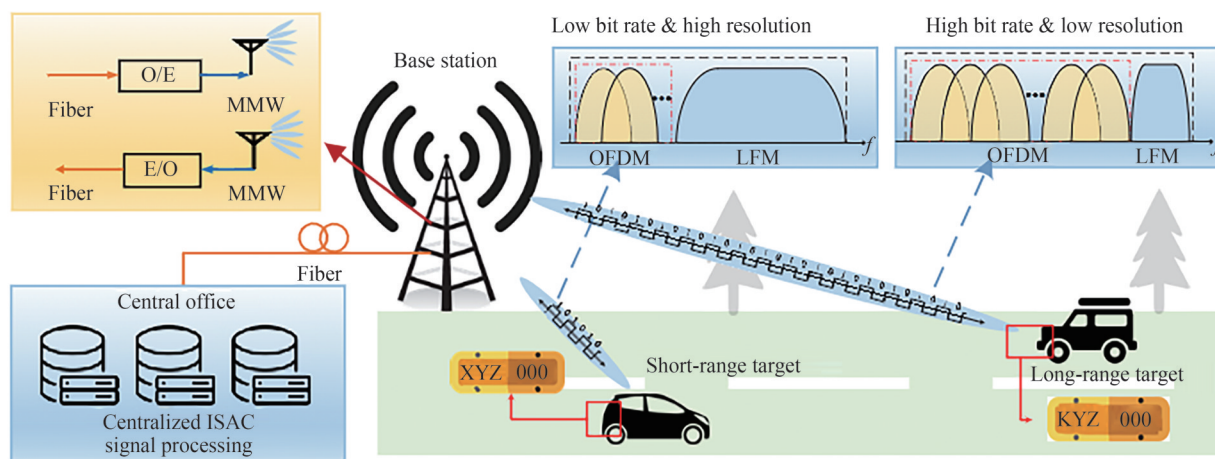 Low bit rate & high resolution
High bit rate & low resolution
O/E
Fiber
MMW
E/O
Fiber
MMW
Base station
OFDM
LFM
f
OFDM
LFM
f
Fiber
Central office
Centralized ISAC
signal processing
XYZ 000
Short-range target
Long-range target
KYZ 000